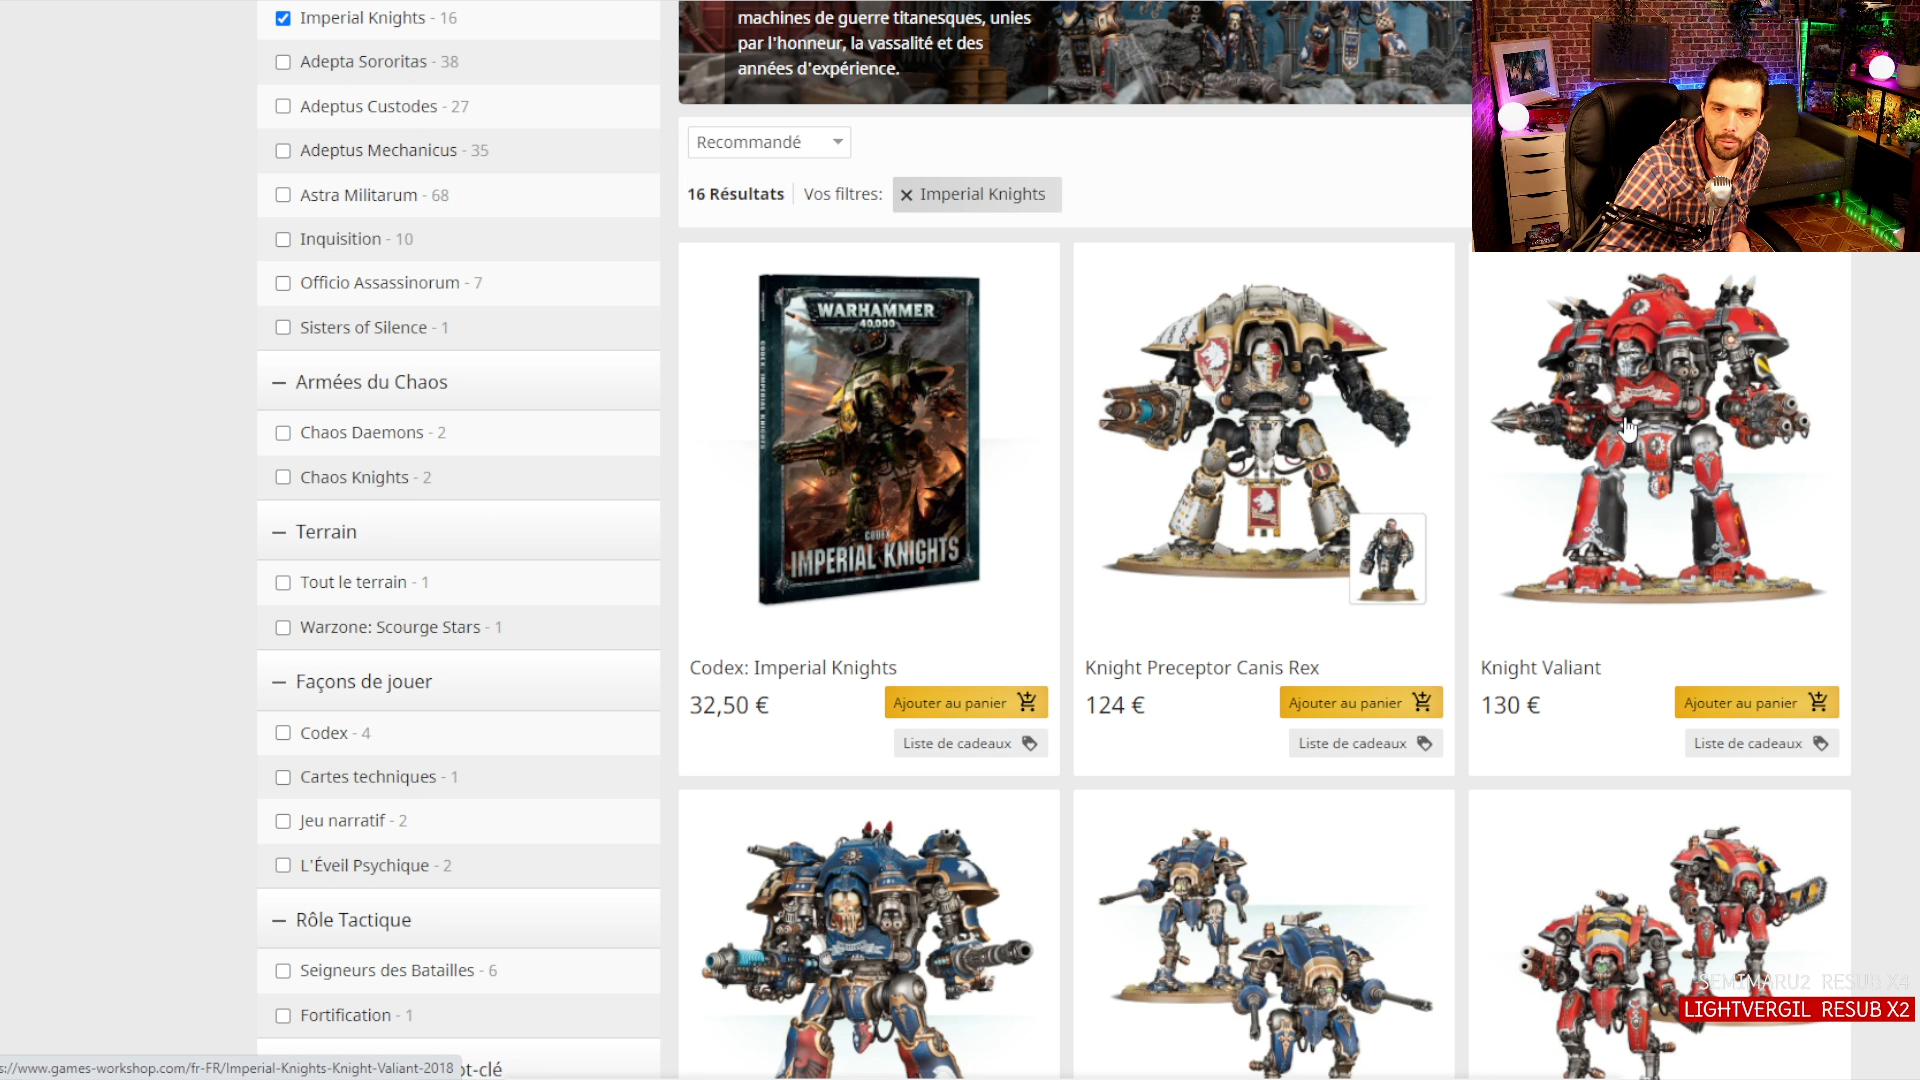 Imperial Knights - 16
Adepta Sororitas - 38
Adeptus Custodes - 27
Adeptus Mechanicus - 35
Astra Militarum - 68
Inquisition - 10
Officio Assassinorum - 7
Sisters of Silence - 1
Armées du Chaos
Chaos Daemons - 2
Chaos Knights - 2
Terrain
Tout le terrain - 1
Warzone: Scourge Stars - 1
Façons de jouer
Codex - 4
Cartes techniques - 1
Jeu narratif - 2
L'Éveil Psychique - 2
Rôle Tactique
Seigneurs des Batailles - 6
Fortification - 1
ot-clé
s://www.games-workshop.com/fr-FR/Imperial-Knights-Knight-Valiant-2018
machines de guerre titanesques, unies
par l'honneur, la vassalité et des
années d'expérience.
Recommandé
16 Résultats
Vos filtres:
Imperial Knights
WARHAMMER
40,000
CODEX
IMPERIAL KNIGHTS
Codex: Imperial Knights
32,50 €
Ajouter au panier
Liste de cadeaux
Knight Preceptor Canis Rex
124 €
Ajouter au panier
Liste de cadeaux
Knight Valiant
130 €
Ajouter au panier
Liste de cadeaux
SEMIMARU2 RESUB X4
LIGHTVERGIL RESUB X2